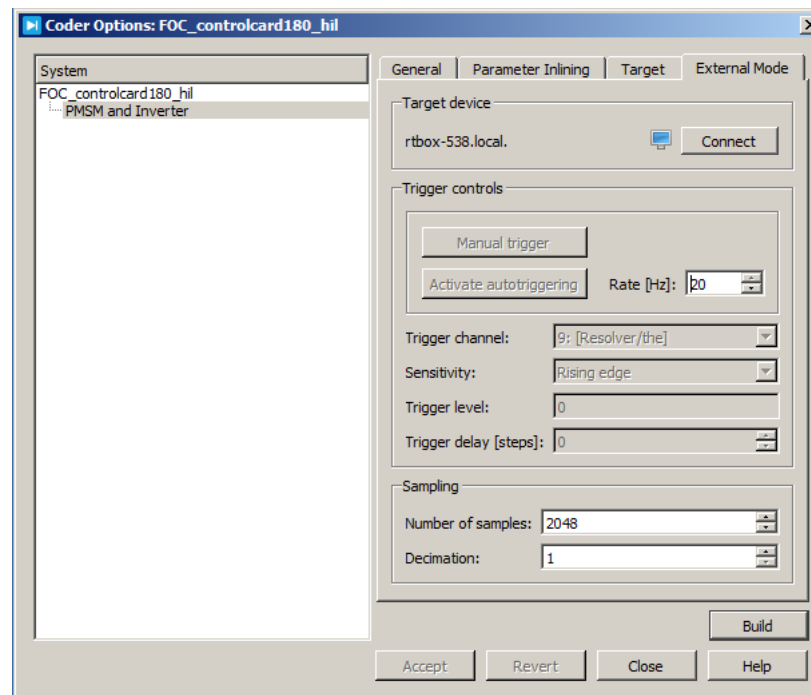 Coder Options: FOC_controlcard180_hil
System
FOC_controlcard180_hil
PMSM and Inverter
General
Parameter Inlining
Target
External Mode
Target device
rtbox-538.local.
Connect
Trigger controls
Manual trigger
Activate autotriggering
Rate [Hz]: 20
Trigger channel: 9: [Resolver/the]
Sensitivity: Rising edge
Trigger level: 0
Trigger delay [steps]: 0
Sampling
Number of samples: 2048
Decimation: 1
Build
Accept
Revert
Close
Help